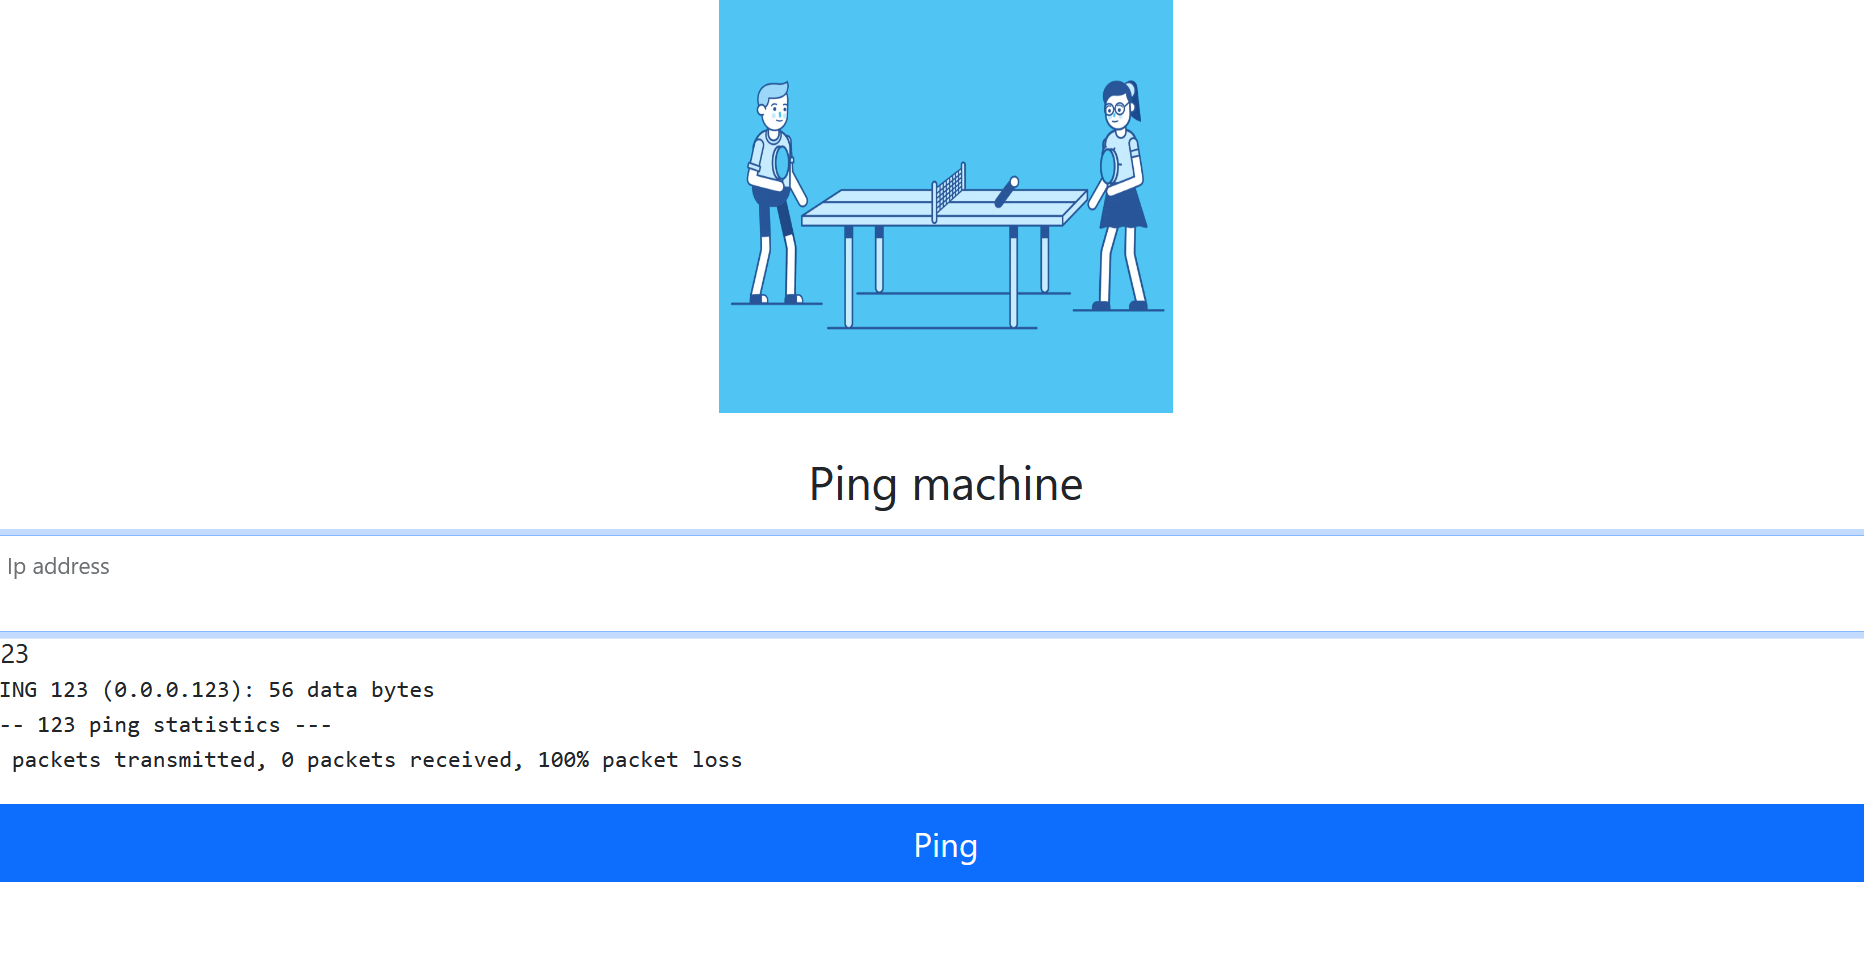 Ping machine
Ip address
23
ING 123 (0.0.0.123): 56 data bytes
-- 123 ping statistics ---
packets transmitted, 0 packets received, 100% packet loss
Ping